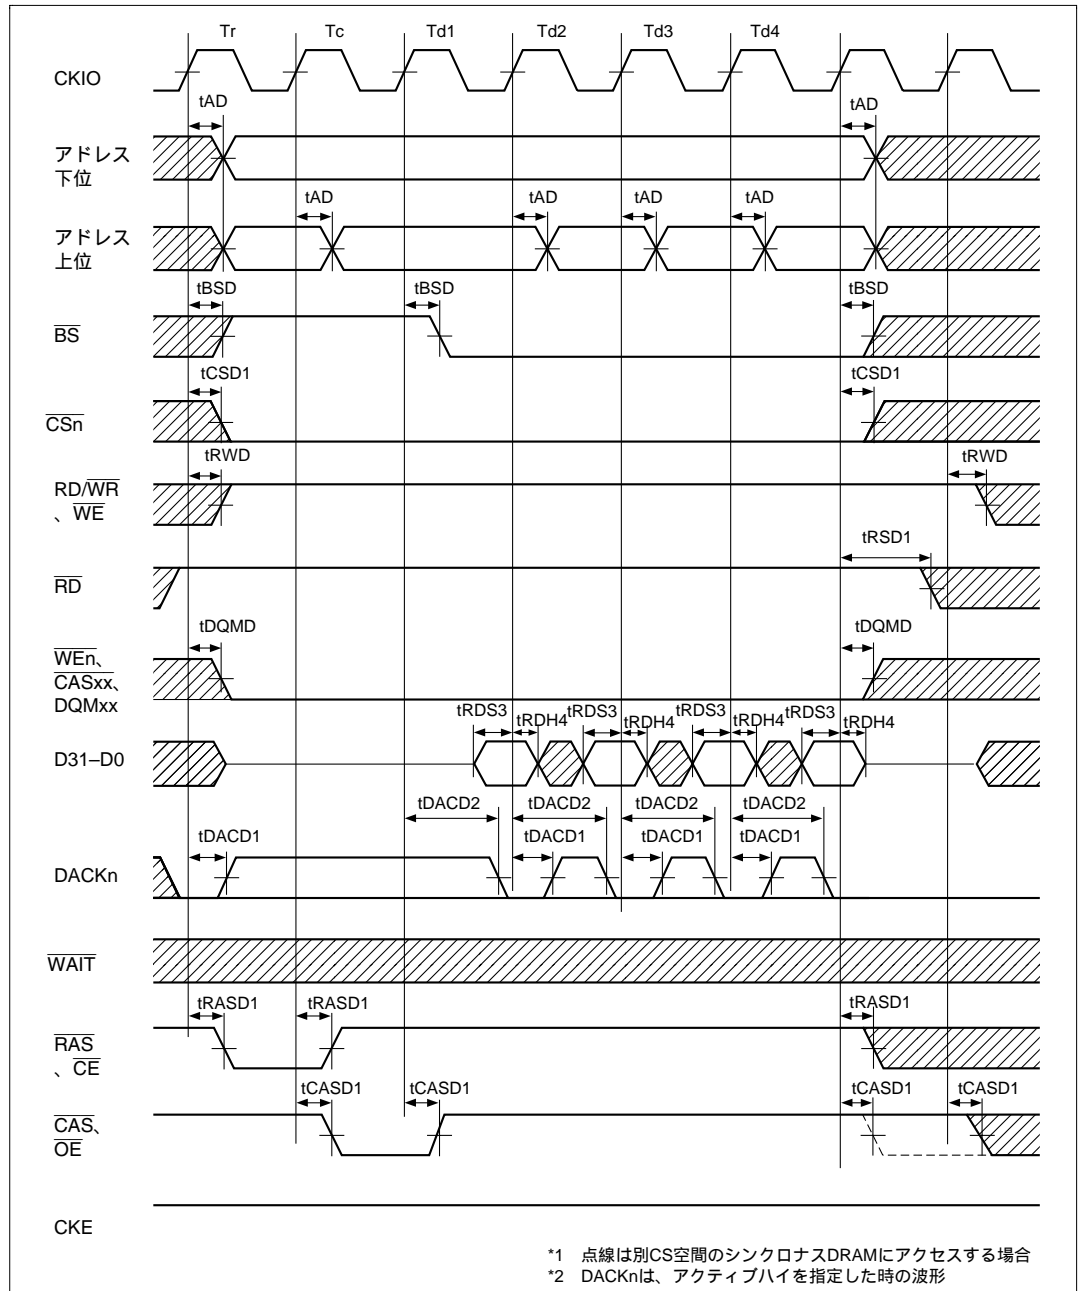 Tr Tc Td1 Td2 Td3 Td4
CKIO
tAD tAD
アドレス
下位
tAD tAD tAD tAD
アドレス
上位
tBSD tBSD tBSD
BS
tCSD1 tCSD1
CSn
tRWD tRWD
RD/WR
、WE
tRSD1
RD
tDQMD tDQMD
WEn、
CASxx、
DQMxx
tRDS3 tRDH4 tRDS3 tRDH4 tRDS3 tRDH4 tRDS3 tRDH4
D31–D0
tDACD2 tDACD2 tDACD2 tDACD2
tDACD1 tDACD1 tDACD1 tDACD1
DACKn
WAIT
tRASD1 tRASD1 tRASD1
RAS
、CE
tCASD1 tCASD1 tCASD1 tCASD1
CAS、
OE
CKE
*1 点線は別CS空間のシンクロナスDRAMにアクセスする場合
*2 DACKnは、アクティブハイを指定した時の波形